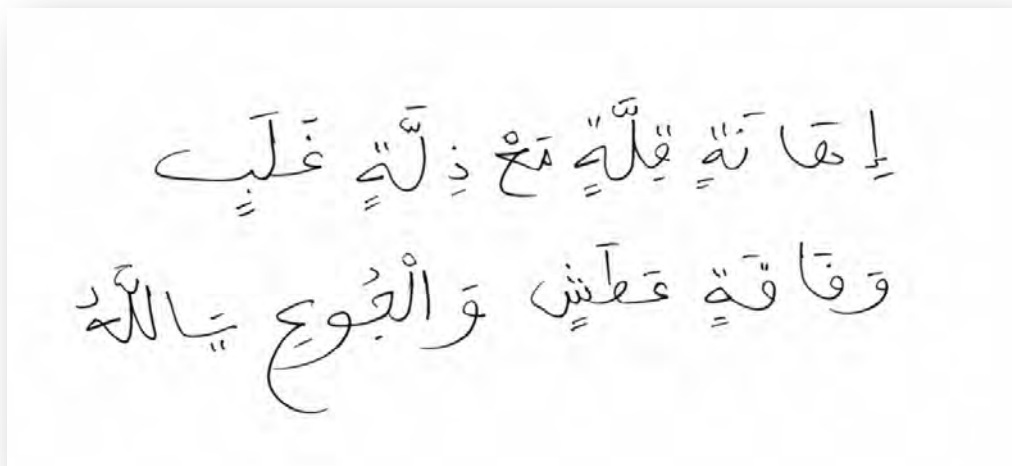 إِهَانَةٍ قِلَّةٍ مَعْ ذِلَّةٍ غَلَبٍ
وَفَاقَةٍ عَطَشٍ وَالْجُوعِ يَاللَّهُ